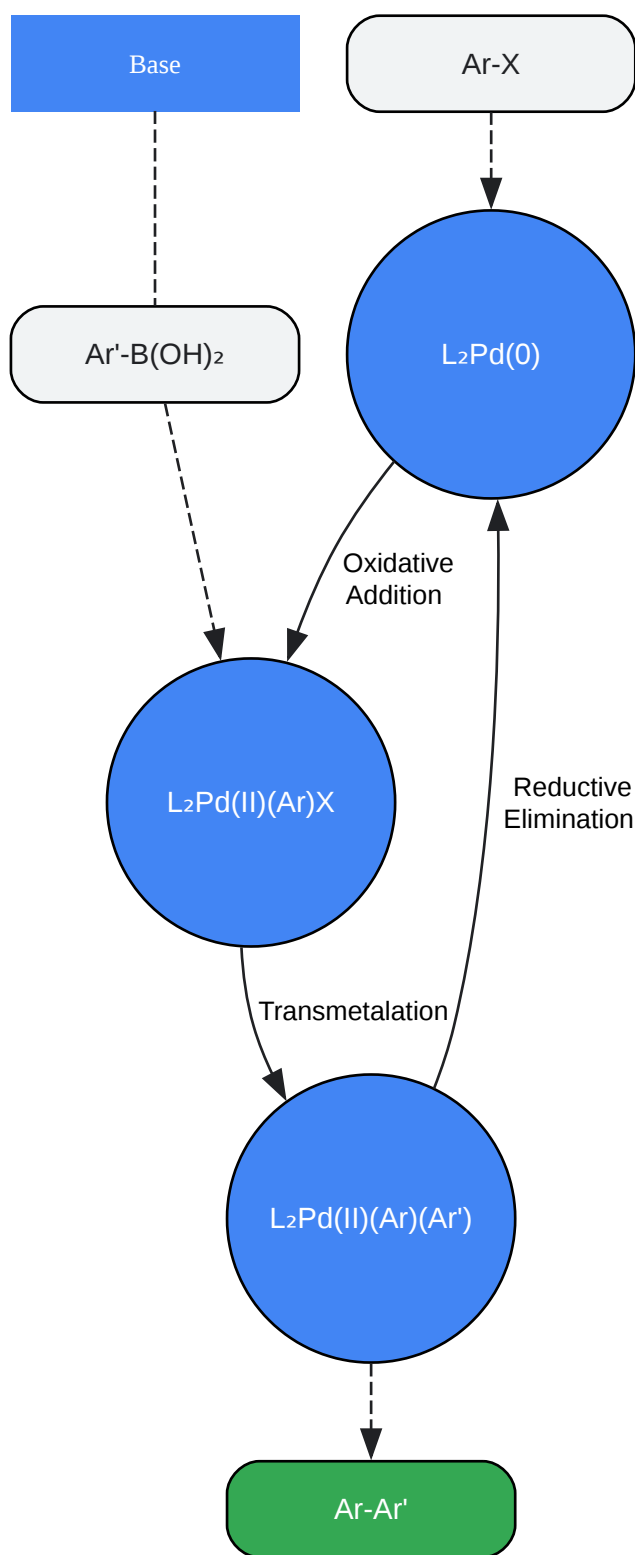 Base
Ar-X
L₂Pd(0)
Ar'-B(OH)₂
Oxidative
Addition
L₂Pd(II)(Ar)X
Reductive
Elimination
Transmetalation
L₂Pd(II)(Ar)(Ar')
Ar-Ar'